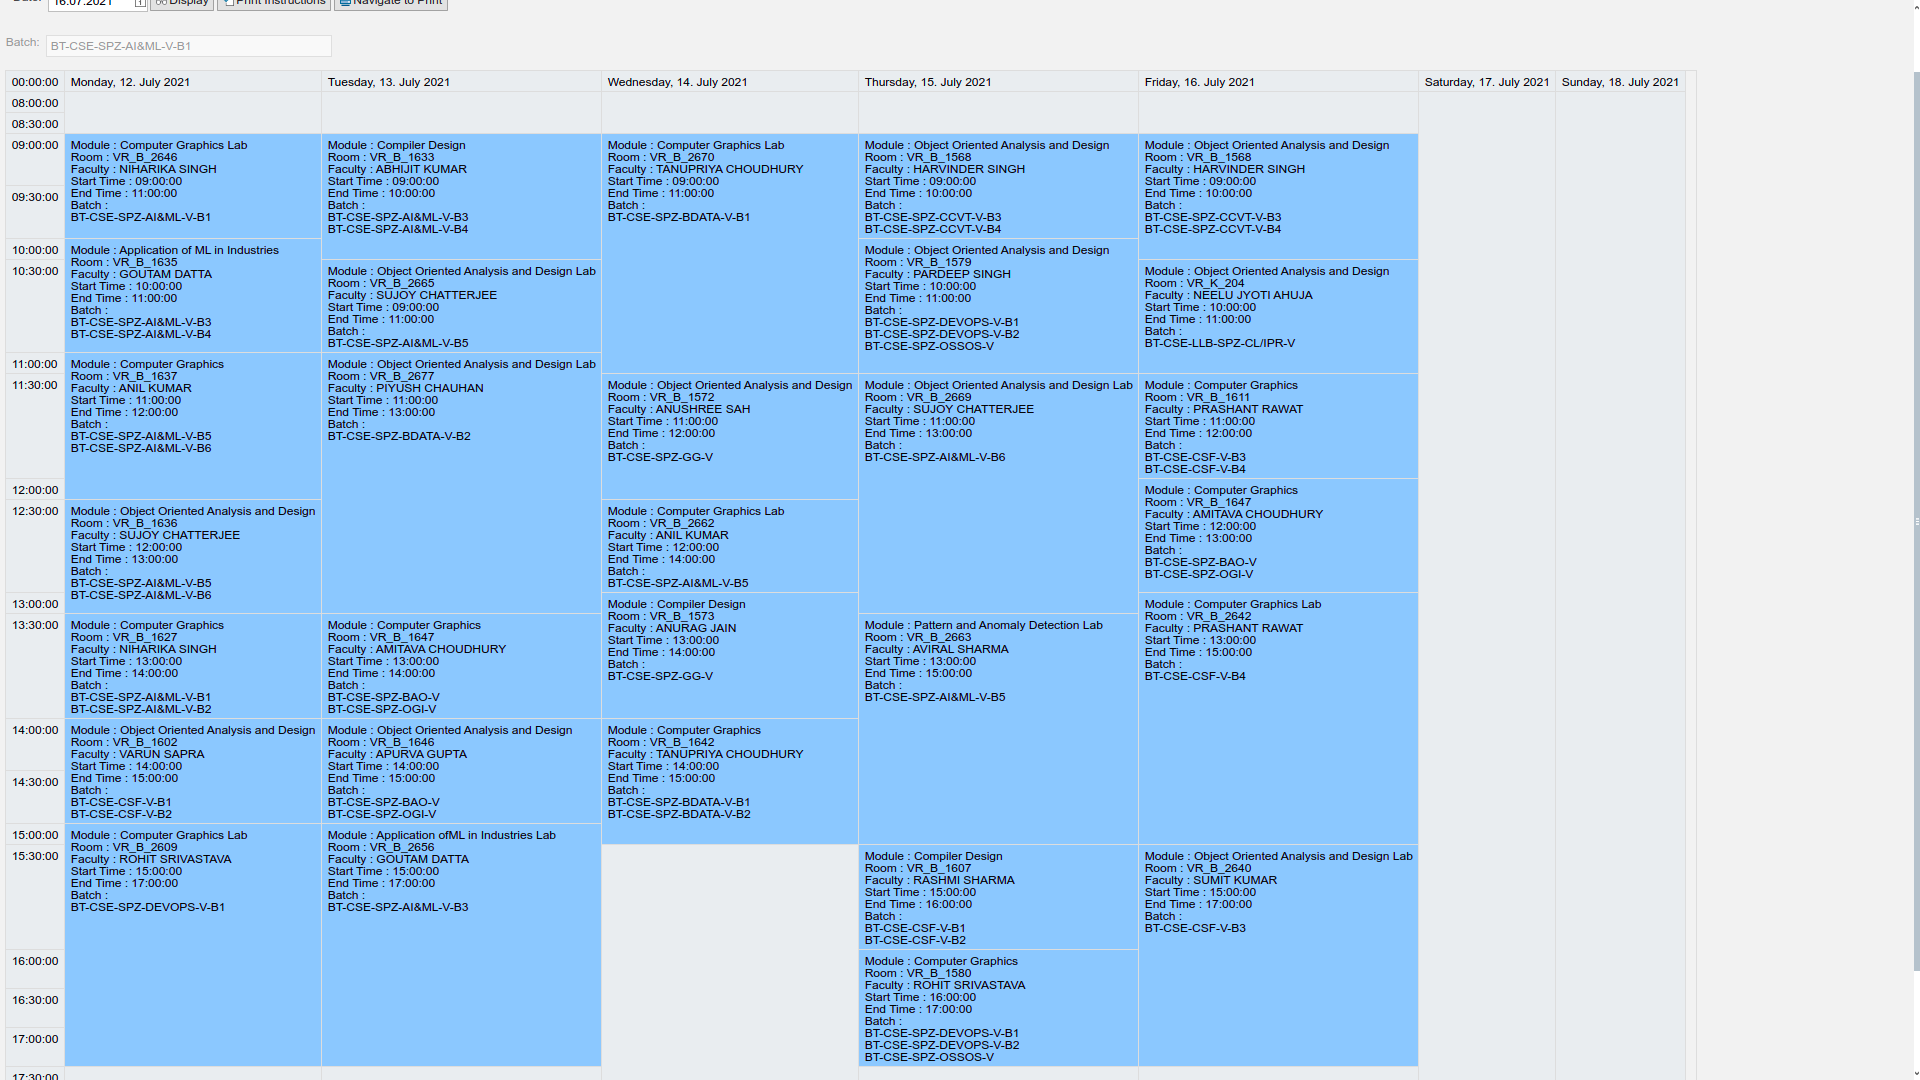 16.07.2021 Display Print Instructions Navigate to Print
Batch: BT-CSE-SPZ-AI&ML-V-B1
00:00:00 Monday, 12. July 2021 Tuesday, 13. July 2021 Wednesday, 14. July 2021 Thursday, 15. July 2021 Friday, 16. July 2021 Saturday, 17. July 2021 Sunday, 18. July 2021
08:00:00
08:30:00
09:00:00
09:30:00
10:00:00
10:30:00
11:00:00
11:30:00
12:00:00
12:30:00
13:00:00
13:30:00
14:00:00
14:30:00
15:00:00
15:30:00
16:00:00
16:30:00
17:00:00
17:30:00
Module : Computer Graphics Lab
Room : VR_B_2646
Faculty : NIHARIKA SINGH
Start Time : 09:00:00
End Time : 11:00:00
Batch :
BT-CSE-SPZ-AI&ML-V-B1
Module : Application of ML in Industries
Room : VR_B_1635
Faculty : GOUTAM DATTA
Start Time : 10:00:00
End Time : 11:00:00
Batch :
BT-CSE-SPZ-AI&ML-V-B3
BT-CSE-SPZ-AI&ML-V-B4
Module : Computer Graphics
Room : VR_B_1637
Faculty : ANIL KUMAR
Start Time : 11:00:00
End Time : 12:00:00
Batch :
BT-CSE-SPZ-AI&ML-V-B5
BT-CSE-SPZ-AI&ML-V-B6
Module : Object Oriented Analysis and Design
Room : VR_B_1636
Faculty : SUJOY CHATTERJEE
Start Time : 12:00:00
End Time : 13:00:00
Batch :
BT-CSE-SPZ-AI&ML-V-B5
BT-CSE-SPZ-AI&ML-V-B6
Module : Computer Graphics
Room : VR_B_1627
Faculty : NIHARIKA SINGH
Start Time : 13:00:00
End Time : 14:00:00
Batch :
BT-CSE-SPZ-AI&ML-V-B1
BT-CSE-SPZ-AI&ML-V-B2
Module : Object Oriented Analysis and Design
Room : VR_B_1602
Faculty : VARUN SAPRA
Start Time : 14:00:00
End Time : 15:00:00
Batch :
BT-CSE-CSF-V-B1
BT-CSE-CSF-V-B2
Module : Computer Graphics Lab
Room : VR_B_2609
Faculty : ROHIT SRIVASTAVA
Start Time : 15:00:00
End Time : 17:00:00
Batch :
BT-CSE-SPZ-DEVOPS-V-B1
Module : Compiler Design
Room : VR_B_1633
Faculty : ABHIJIT KUMAR
Start Time : 09:00:00
End Time : 10:00:00
Batch :
BT-CSE-SPZ-AI&ML-V-B3
BT-CSE-SPZ-AI&ML-V-B4
Module : Object Oriented Analysis and Design Lab
Room : VR_B_2665
Faculty : SUJOY CHATTERJEE
Start Time : 09:00:00
End Time : 11:00:00
Batch :
BT-CSE-SPZ-AI&ML-V-B5
Module : Object Oriented Analysis and Design Lab
Room : VR_B_2677
Faculty : PIYUSH CHAUHAN
Start Time : 11:00:00
End Time : 13:00:00
Batch :
BT-CSE-SPZ-BDATA-V-B2
Module : Computer Graphics
Room : VR_B_1647
Faculty : AMITAVA CHOUDHURY
Start Time : 13:00:00
End Time : 14:00:00
Batch :
BT-CSE-SPZ-BAO-V
BT-CSE-SPZ-OGI-V
Module : Object Oriented Analysis and Design
Room : VR_B_1646
Faculty : APURVA GUPTA
Start Time : 14:00:00
End Time : 15:00:00
Batch :
BT-CSE-SPZ-BAO-V
BT-CSE-SPZ-OGI-V
Module : Application ofML in Industries Lab
Room : VR_B_2656
Faculty : GOUTAM DATTA
Start Time : 15:00:00
End Time : 17:00:00
Batch :
BT-CSE-SPZ-AI&ML-V-B3
Module : Computer Graphics Lab
Room : VR_B_2670
Faculty : TANUPRIYA CHOUDHURY
Start Time : 09:00:00
End Time : 11:00:00
Batch :
BT-CSE-SPZ-BDATA-V-B1
Module : Object Oriented Analysis and Design
Room : VR_B_1572
Faculty : ANUSHREE SAH
Start Time : 11:00:00
End Time : 12:00:00
Batch :
BT-CSE-SPZ-GG-V
Module : Computer Graphics Lab
Room : VR_B_2662
Faculty : ANIL KUMAR
Start Time : 12:00:00
End Time : 14:00:00
Batch :
BT-CSE-SPZ-AI&ML-V-B5
Module : Compiler Design
Room : VR_B_1573
Faculty : ANURAG JAIN
Start Time : 13:00:00
End Time : 14:00:00
Batch :
BT-CSE-SPZ-GG-V
Module : Computer Graphics
Room : VR_B_1642
Faculty : TANUPRIYA CHOUDHURY
Start Time : 14:00:00
End Time : 15:00:00
Batch :
BT-CSE-SPZ-BDATA-V-B1
BT-CSE-SPZ-BDATA-V-B2
Module : Object Oriented Analysis and Design
Room : VR_B_1568
Faculty : HARVINDER SINGH
Start Time : 09:00:00
End Time : 10:00:00
Batch :
BT-CSE-SPZ-CCVT-V-B3
BT-CSE-SPZ-CCVT-V-B4
Module : Object Oriented Analysis and Design
Room : VR_B_1579
Faculty : PARDEEP SINGH
Start Time : 10:00:00
End Time : 11:00:00
Batch :
BT-CSE-SPZ-DEVOPS-V-B1
BT-CSE-SPZ-DEVOPS-V-B2
BT-CSE-SPZ-OSSOS-V
Module : Object Oriented Analysis and Design Lab
Room : VR_B_2669
Faculty : SUJOY CHATTERJEE
Start Time : 11:00:00
End Time : 13:00:00
Batch :
BT-CSE-SPZ-AI&ML-V-B6
Module : Pattern and Anomaly Detection Lab
Room : VR_B_2663
Faculty : AVIRAL SHARMA
Start Time : 13:00:00
End Time : 15:00:00
Batch :
BT-CSE-SPZ-AI&ML-V-B5
Module : Compiler Design
Room : VR_B_1607
Faculty : RASHMI SHARMA
Start Time : 15:00:00
End Time : 16:00:00
Batch :
BT-CSE-CSF-V-B1
BT-CSE-CSF-V-B2
Module : Computer Graphics
Room : VR_B_1580
Faculty : ROHIT SRIVASTAVA
Start Time : 16:00:00
End Time : 17:00:00
Batch :
BT-CSE-SPZ-DEVOPS-V-B1
BT-CSE-SPZ-DEVOPS-V-B2
BT-CSE-SPZ-OSSOS-V
Module : Object Oriented Analysis and Design
Room : VR_B_1568
Faculty : HARVINDER SINGH
Start Time : 09:00:00
End Time : 10:00:00
Batch :
BT-CSE-SPZ-CCVT-V-B3
BT-CSE-SPZ-CCVT-V-B4
Module : Object Oriented Analysis and Design
Room : VR_K_204
Faculty : NEELU JYOTI AHUJA
Start Time : 10:00:00
End Time : 11:00:00
Batch :
BT-CSE-LLB-SPZ-CL/IPR-V
Module : Computer Graphics
Room : VR_B_1611
Faculty : PRASHANT RAWAT
Start Time : 11:00:00
End Time : 12:00:00
Batch :
BT-CSE-CSF-V-B3
BT-CSE-CSF-V-B4
Module : Computer Graphics
Room : VR_B_1647
Faculty : AMITAVA CHOUDHURY
Start Time : 12:00:00
End Time : 13:00:00
Batch :
BT-CSE-SPZ-BAO-V
BT-CSE-SPZ-OGI-V
Module : Computer Graphics Lab
Room : VR_B_2642
Faculty : PRASHANT RAWAT
Start Time : 13:00:00
End Time : 15:00:00
Batch :
BT-CSE-CSF-V-B4
Module : Object Oriented Analysis and Design Lab
Room : VR_B_2640
Faculty : SUMIT KUMAR
Start Time : 15:00:00
End Time : 17:00:00
Batch :
BT-CSE-CSF-V-B3